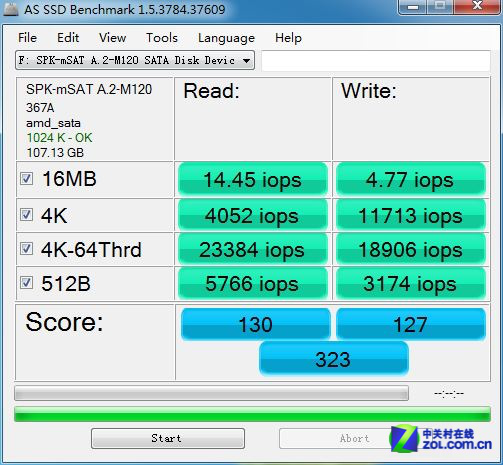 AS SSD Benchmark 1.5.3784.37609
File Edit View Tools Language Help
F: SPK-mSAT A.2-M120 SATA Disk Devic
SPK-mSAT A.2-M120
367A
amd_sata
1024 K - OK
107.13 GB
Read: Write:
16MB 14.45 iops 4.77 iops
4K 4052 iops 11713 iops
4K-64Thrd 23384 iops 18906 iops
512B 5766 iops 3174 iops
Score: 130 127
323
--:--:--
Start Abort
中关村在线
zol.com.cn